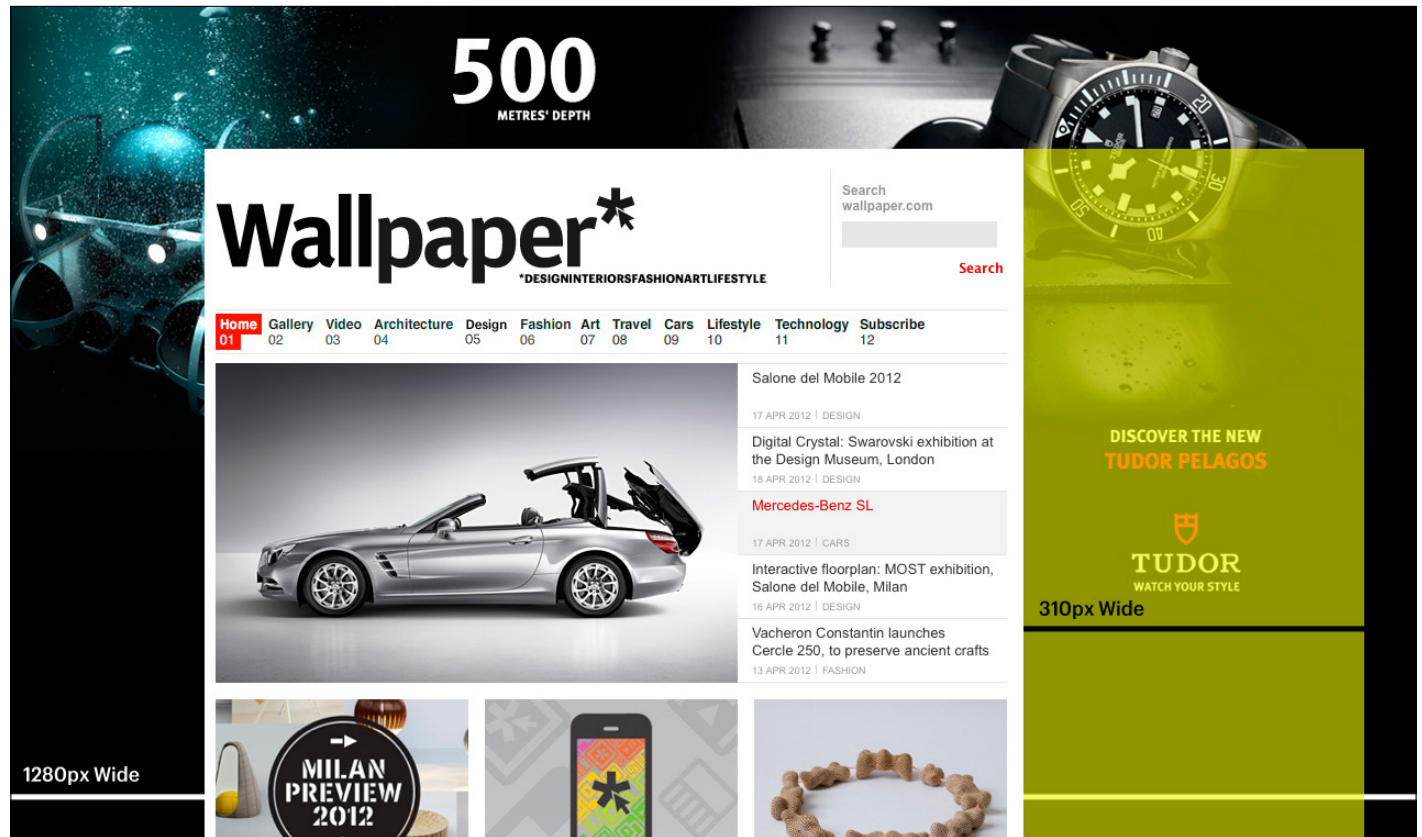 500
METRES' DEPTH
Wallpaper*
*DESIGNINTERIORSFASHIONARTLIFESTYLE
Search
wallpaper.com
Search
Home Gallery Video Architecture Design Fashion Art Travel Cars Lifestyle Technology Subscribe
01 02 03 04 05 06 07 08 09 10 11 12
Salone del Mobile 2012
17 APR 2012 | DESIGN
Digital Crystal: Swarovski exhibition at
the Design Museum, London
18 APR 2012 | DESIGN
Mercedes-Benz SL
17 APR 2012 | CARS
Interactive floorplan: MOST exhibition,
Salone del Mobile, Milan
16 APR 2012 | DESIGN
Vacheron Constantin launches
Cercle 250, to preserve ancient crafts
13 APR 2012 | FASHION
20
TUDOR
30
40
50
DISCOVER THE NEW
TUDOR PELAGOS
TUDOR
WATCH YOUR STYLE
310px Wide
1280px Wide
MILAN
PREVIEW
2012